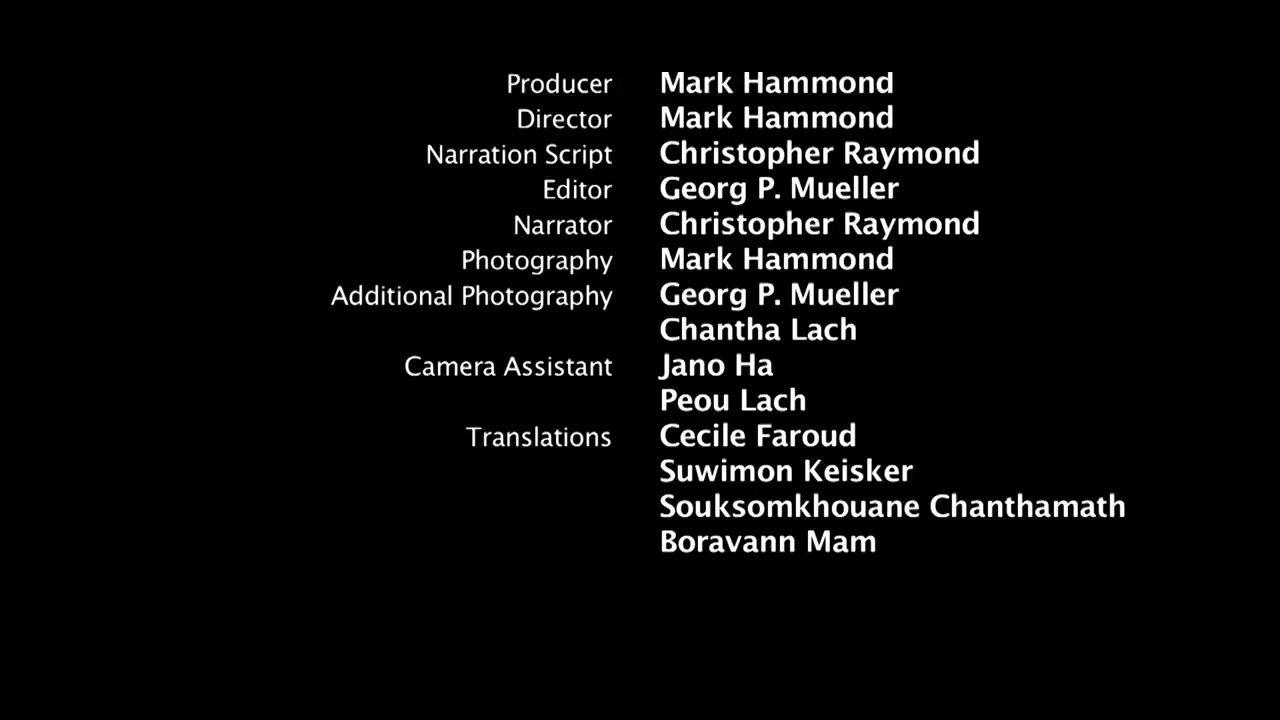 Producer Mark Hammond
Director Mark Hammond
Narration Script Christopher Raymond
Editor Georg P. Mueller
Narrator Christopher Raymond
Photography Mark Hammond
Additional Photography Georg P. Mueller
Chantha Lach
Camera Assistant Jano Ha
Peou Lach
Translations Cecile Faroud
Suwimon Keisker
Souksomkhouane Chanthamath
Boravann Mam